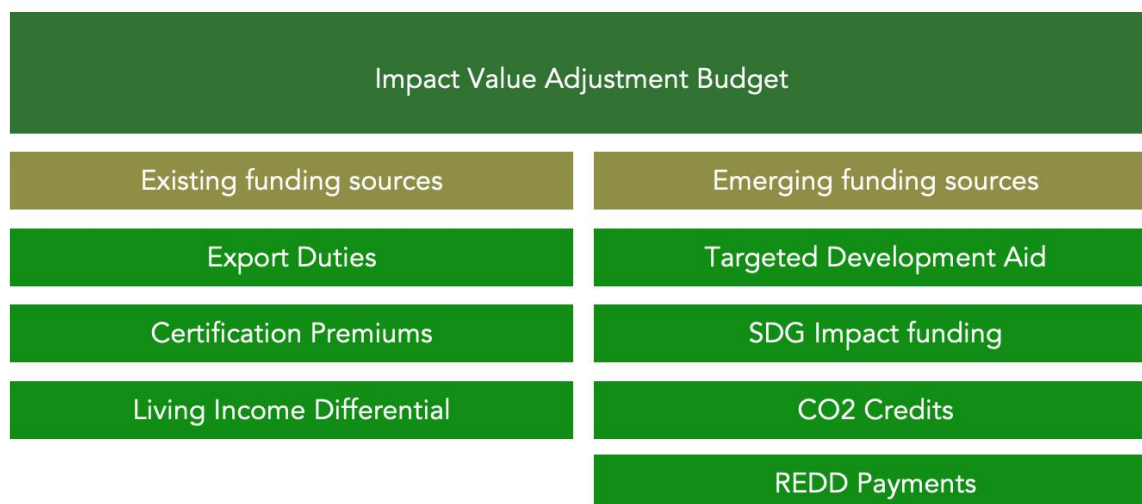 Impact Value Adjustment Budget
Existing funding sources
Emerging funding sources
Export Duties
Targeted Development Aid
Certification Premiums
SDG Impact funding
Living Income Differential
CO2 Credits
REDD Payments